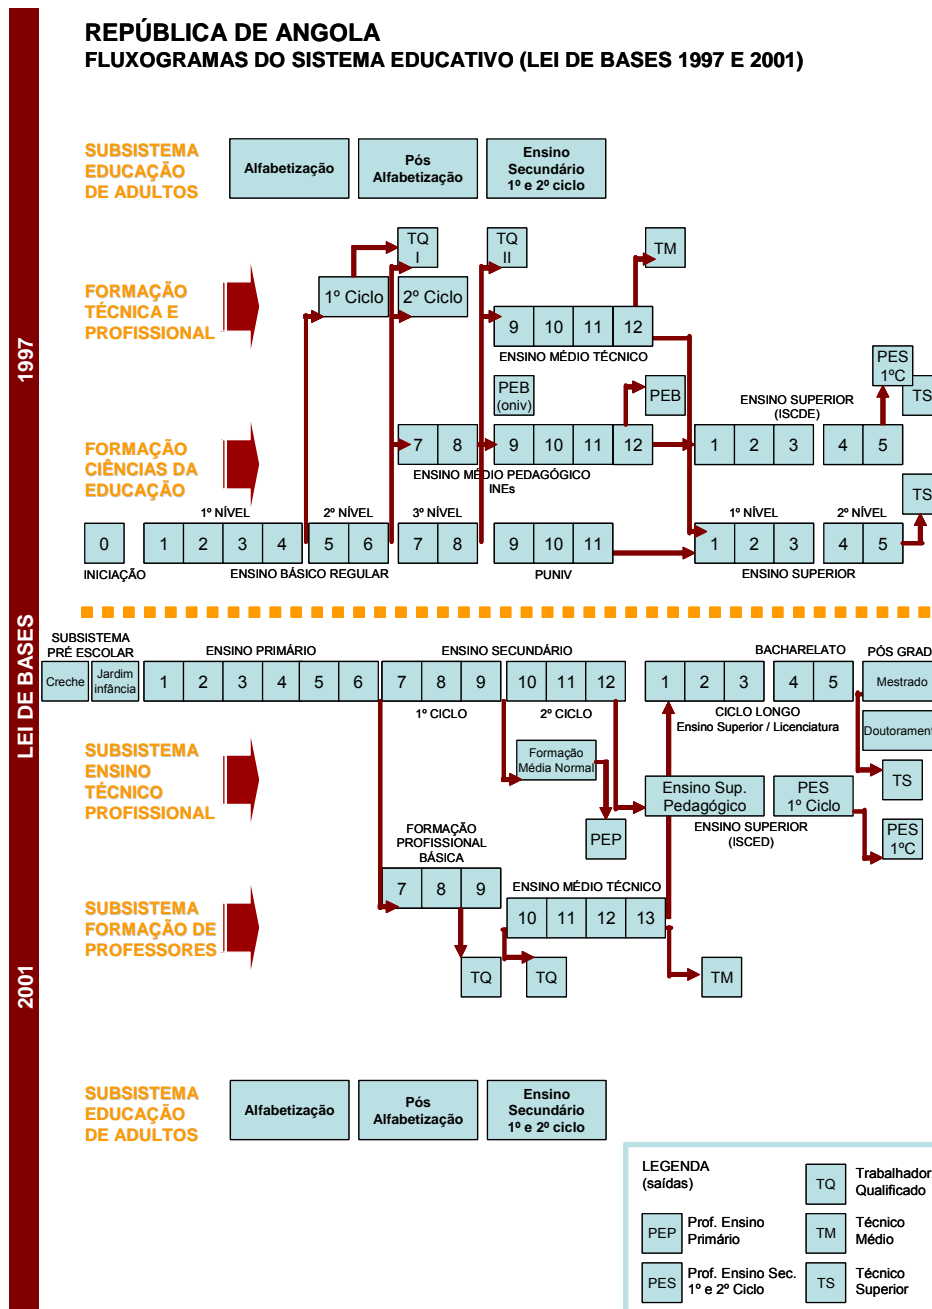 REPÚBLICA DE ANGOLA
FLUXOGRAMAS DO SISTEMA EDUCATIVO (LEI DE BASES 1997 E 2001)
SUBSISTEMA
EDUCAÇÃO
DE ADULTOS
Alfabetização
Pós
Alfabetização
Ensino
Secundário
1º e 2º ciclo
TQ
I
TQ
II
TM
FORMAÇÃO
TÉCNICA E
PROFISSIONAL
1º Ciclo
2º Ciclo
9 10 11 12
ENSINO MÉDIO TÉCNICO
1997
PES
1ºC
TS
PEB
(oniv)
PEB
ENSINO SUPERIOR
(ISCDE)
FORMAÇÃO
CIÊNCIAS DA
EDUCAÇÃO
7 8
9 10 11 12
1 2 3
4 5
ENSINO MÉDIO PEDAGÓGICO
INEs
TS
1º NÍVEL
2º NÍVEL
3º NÍVEL
1º NÍVEL
2º NÍVEL
0
1 2 3 4
5 6
7 8
9 10 11
1 2 3
4 5
INICIAÇÃO
ENSINO BÁSICO REGULAR
PUNIV
ENSINO SUPERIOR
LEI DE BASES
SUBSISTEMA
PRÉ ESCOLAR
ENSINO PRIMÁRIO
ENSINO SECUNDÁRIO
BACHARELATO
PÓS GRAD
Creche
Jardim
infância
1 2 3 4 5 6
7 8 9
10 11 12
1 2 3
4 5
Mestrado
1º CICLO
2º CICLO
CICLO LONGO
Ensino Superior / Licenciatura
Doutorament
SUBSISTEMA
ENSINO
TÉCNICO
PROFISSIONAL
Formação
Média Normal
TS
Ensino Sup.
Pedagógico
PES
1º Ciclo
ENSINO SUPERIOR
(ISCED)
PEP
PES
1ºC
FORMAÇÃO
PROFISSIONAL
BÁSICA
7 8 9
ENSINO MÉDIO TÉCNICO
10 11 12 13
SUBSISTEMA
FORMAÇÃO DE
PROFESSORES
TQ
TQ
TM
2001
SUBSISTEMA
EDUCAÇÃO
DE ADULTOS
Alfabetização
Pós
Alfabetização
Ensino
Secundário
1º e 2º ciclo
LEGENDA
(saídas)
TQ
Trabalhador
Qualificado
PEP
Prof. Ensino
Primário
TM
Técnico
Médio
PES
Prof. Ensino Sec.
1º e 2º Ciclo
TS
Técnico
Superior